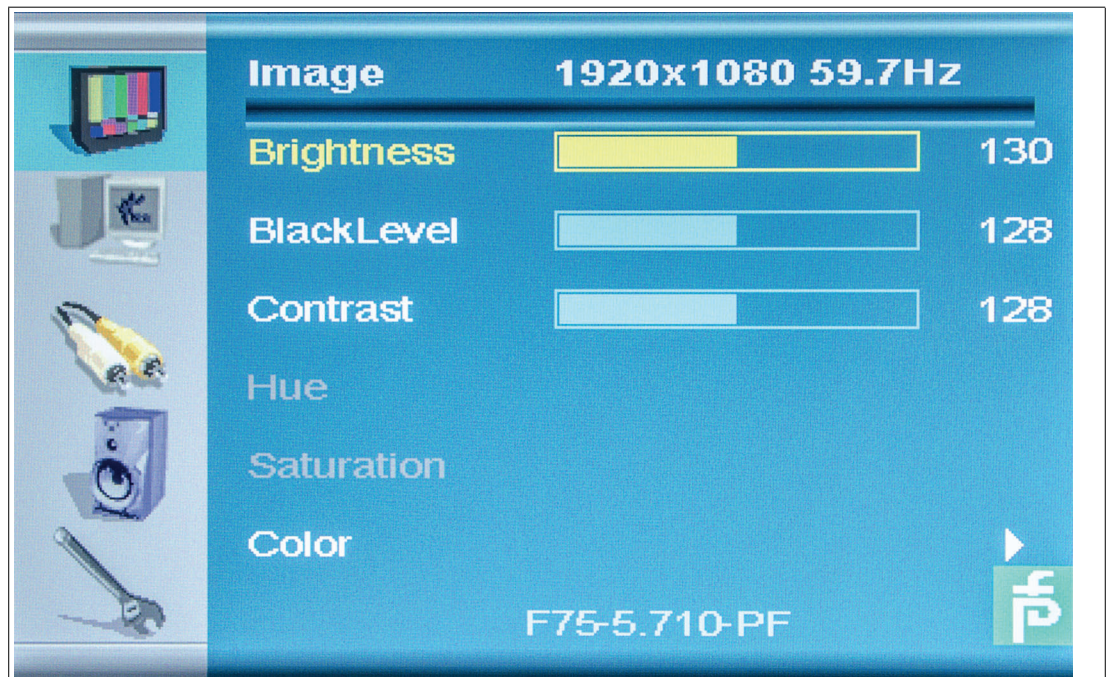 Image 1920x1080 59.7Hz
Brightness 130
BlackLevel 128
Contrast 128
Hue
Saturation
Color
F75-5.710-PF